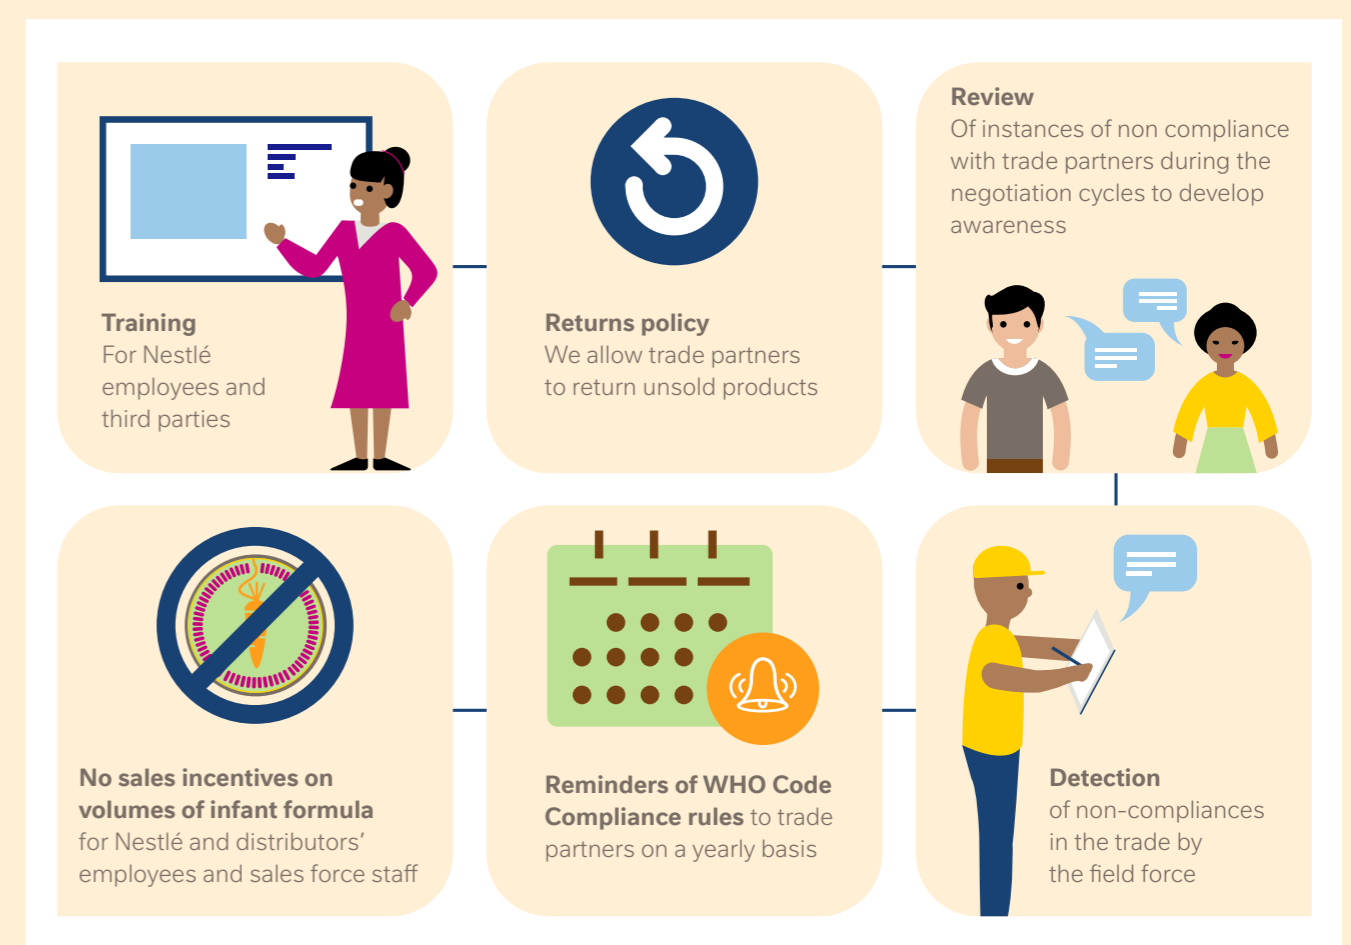 Training
For Nestlé
employees and
third parties
Returns policy
We allow trade partners
to return unsold products
Review
Of instances of non compliance
with trade partners during the
negotiation cycles to develop
awareness
No sales incentives on
volumes of infant formula
for Nestlé and distributors’
employees and sales force staff
Reminders of WHO Code
Compliance rules to trade
partners on a yearly basis
Detection
of non-compliances
in the trade by
the field force